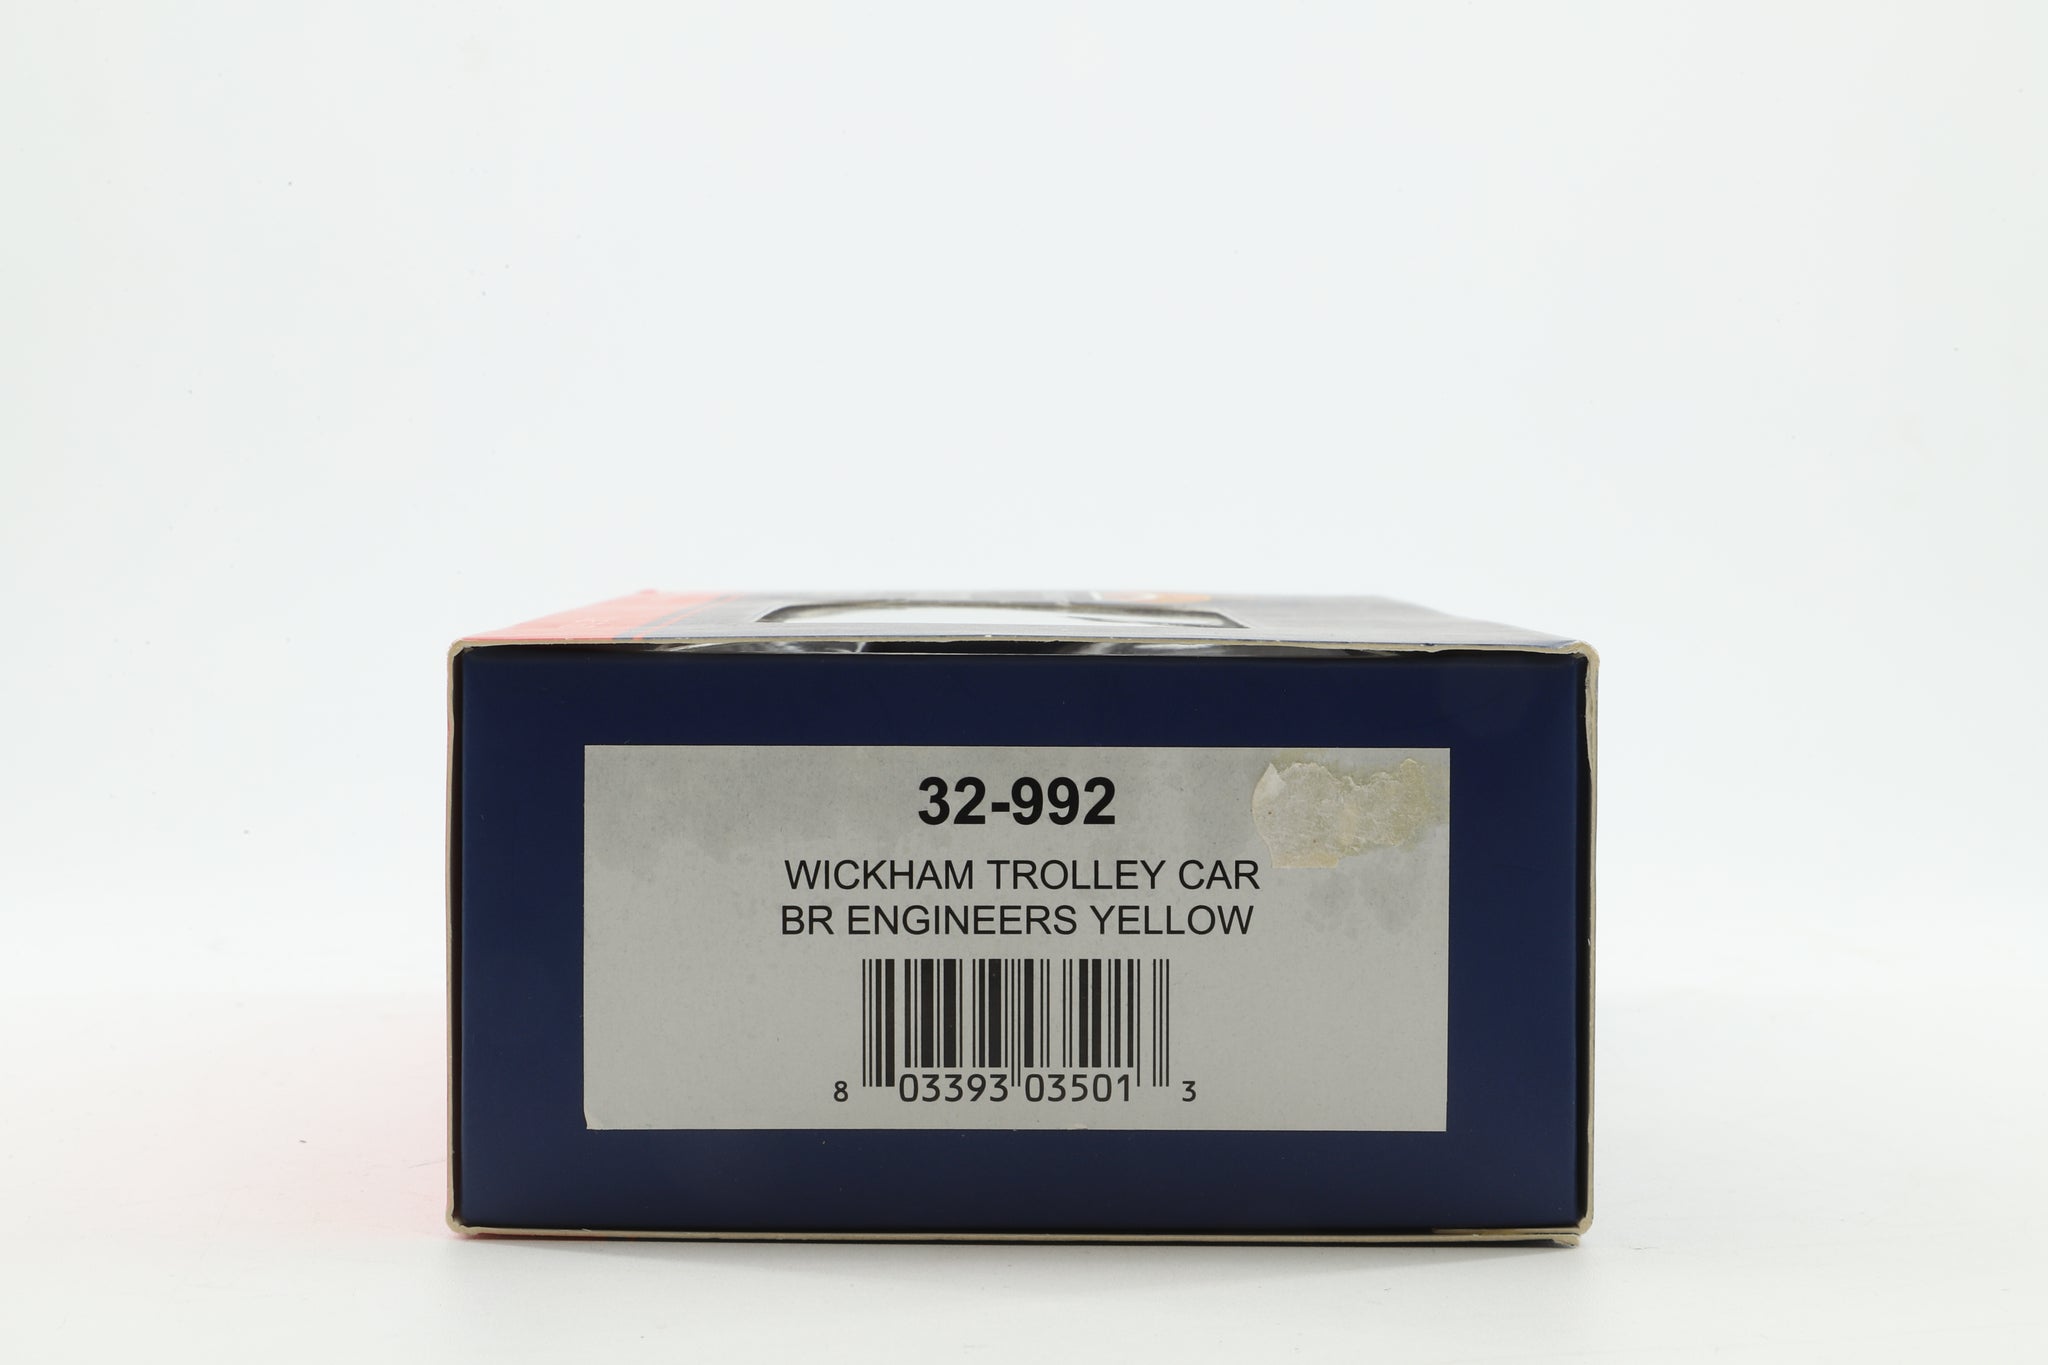 32-992
WICKHAM TROLLEY CAR
BR ENGINEERS YELLOW
8 03393 03501 3